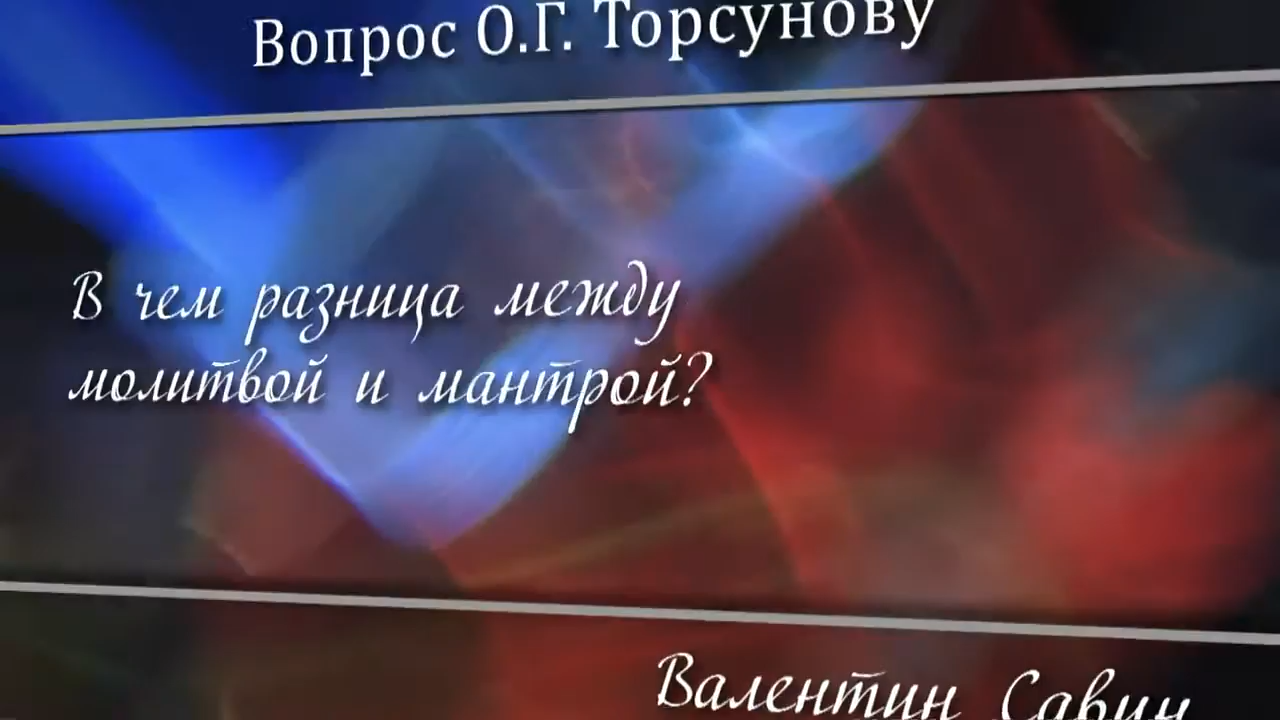 Вопрос О.Г. Торсунову
В чем разница между
молитвой и мантрой?
Валентин Савин